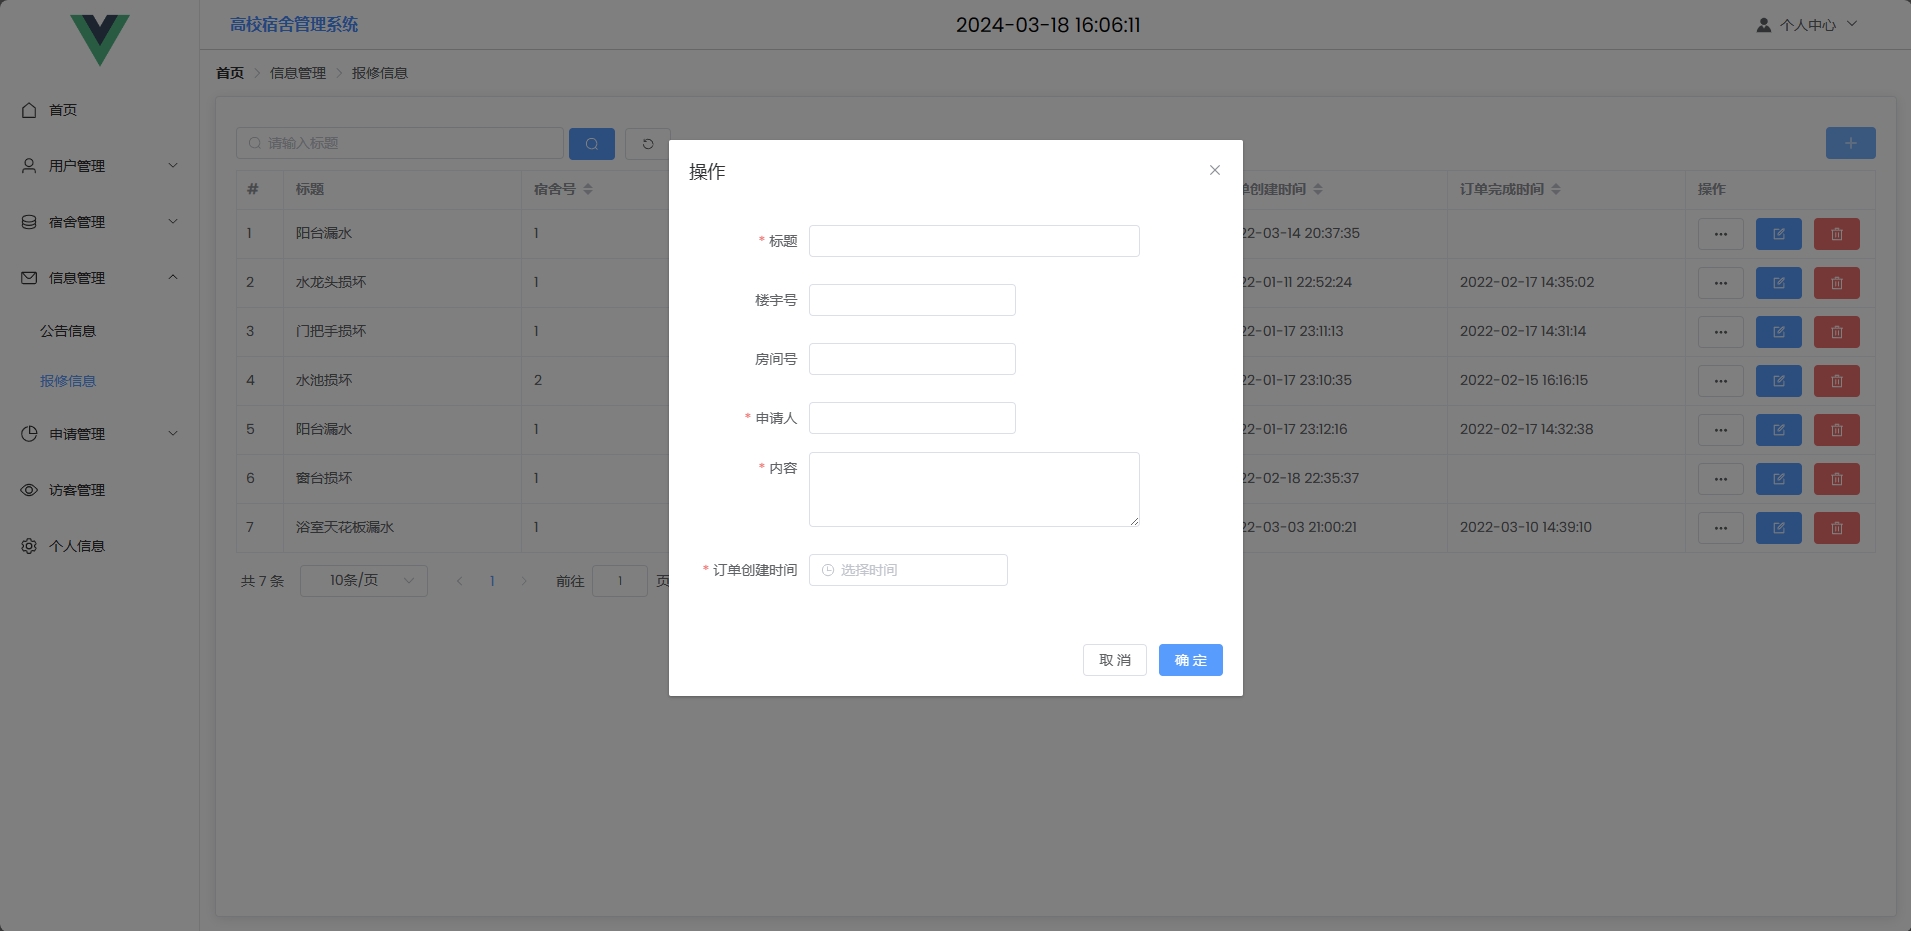 高校宿舍管理系统
2024-03-18 16:06:11
个人中心
首页
用户管理
宿舍管理
信息管理
公告信息
报修信息
申请管理
访客管理
个人信息
首页 信息管理 报修信息
请输入标题
# 标题 宿舍号 创建时间 订单完成时间 操作
1 阳台漏水 1 22-03-14 20:37:35
2 水龙头损坏 1 22-01-11 22:52:24 2022-02-17 14:35:02
3 门把手损坏 1 22-01-17 23:11:13 2022-02-17 14:31:14
4 水池损坏 2 22-01-17 23:10:35 2022-02-15 16:16:15
5 阳台漏水 1 22-01-17 23:12:16 2022-02-17 14:32:38
6 窗台损坏 1 22-02-18 22:35:37
7 浴室天花板漏水 1 22-03-03 21:00:21 2022-03-10 14:39:10
共 7 条 10条/页 1 前往 1 页
操作
* 标题
楼宇号
房间号
* 申请人
* 内容
* 订单创建时间 选择时间
取 消 确 定